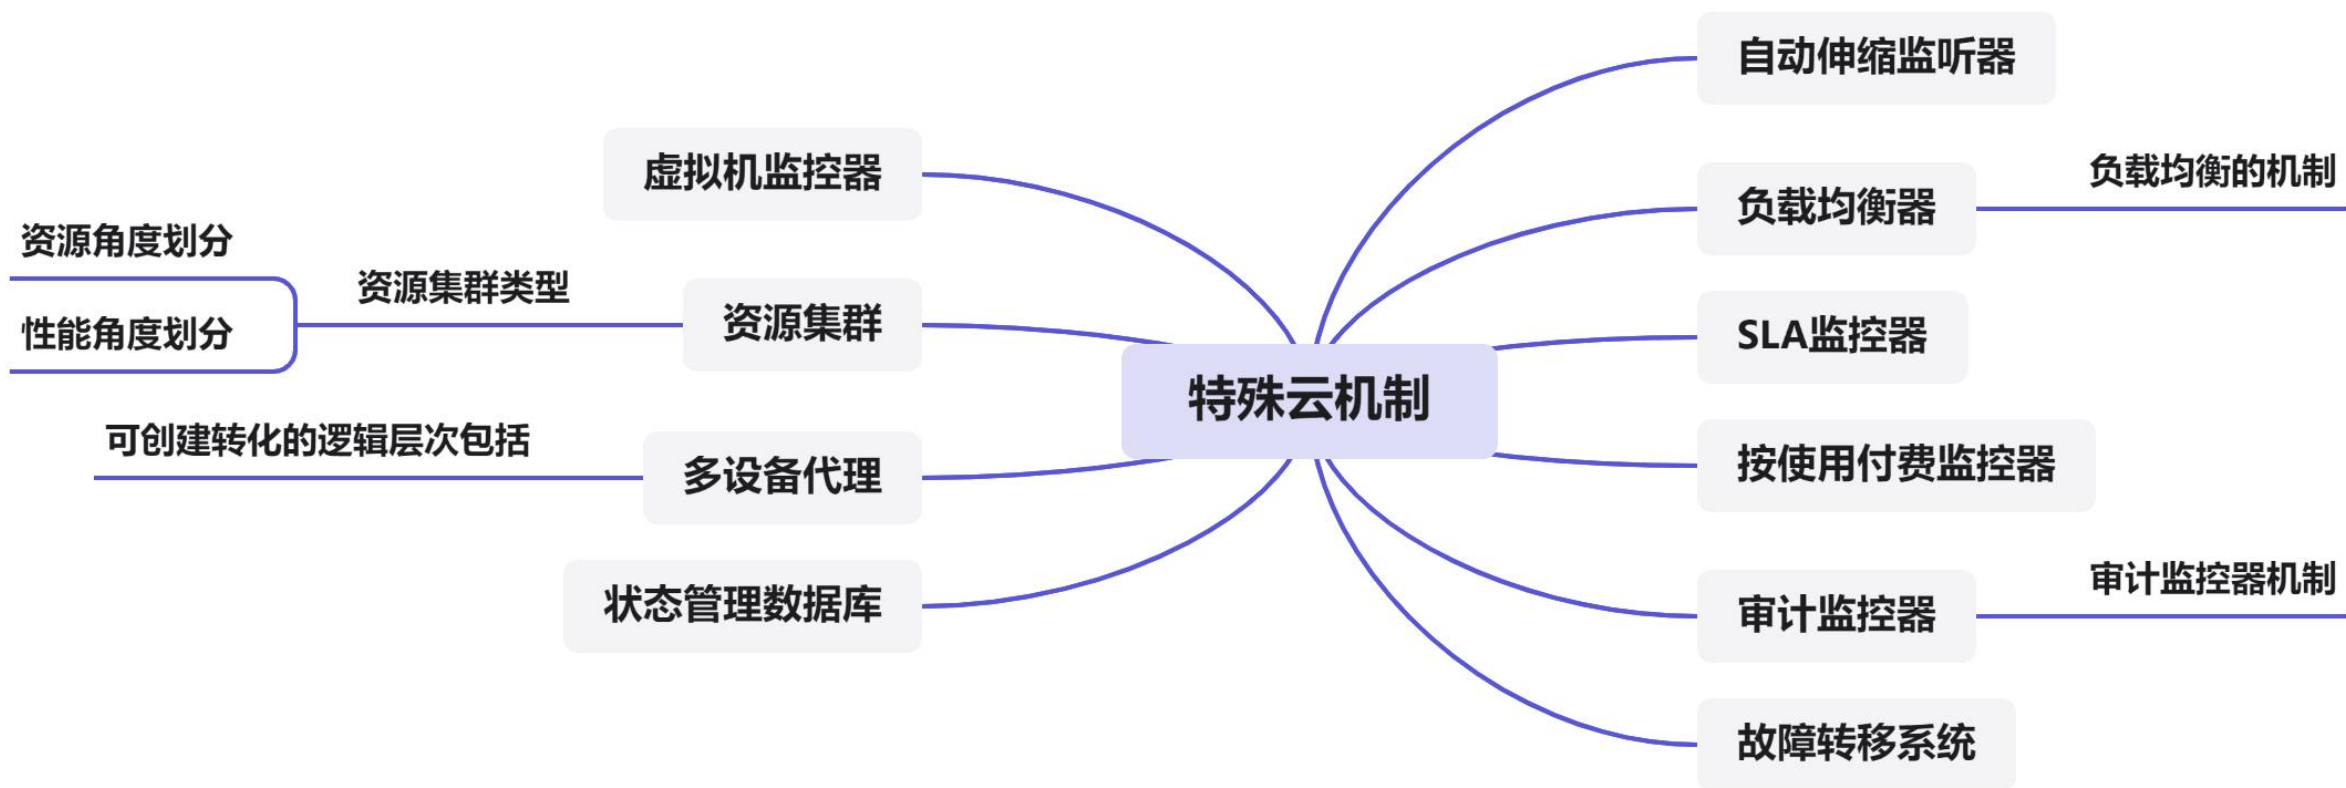 自动伸缩监听器
虚拟机监控器
负载均衡的机制
负载均衡器
资源角度划分
资源集群类型
资源集群
性能角度划分
SLA监控器
特殊云机制
可创建转化的逻辑层次包括
多设备代理
按使用付费监控器
状态管理数据库
审计监控器机制
审计监控器
故障转移系统